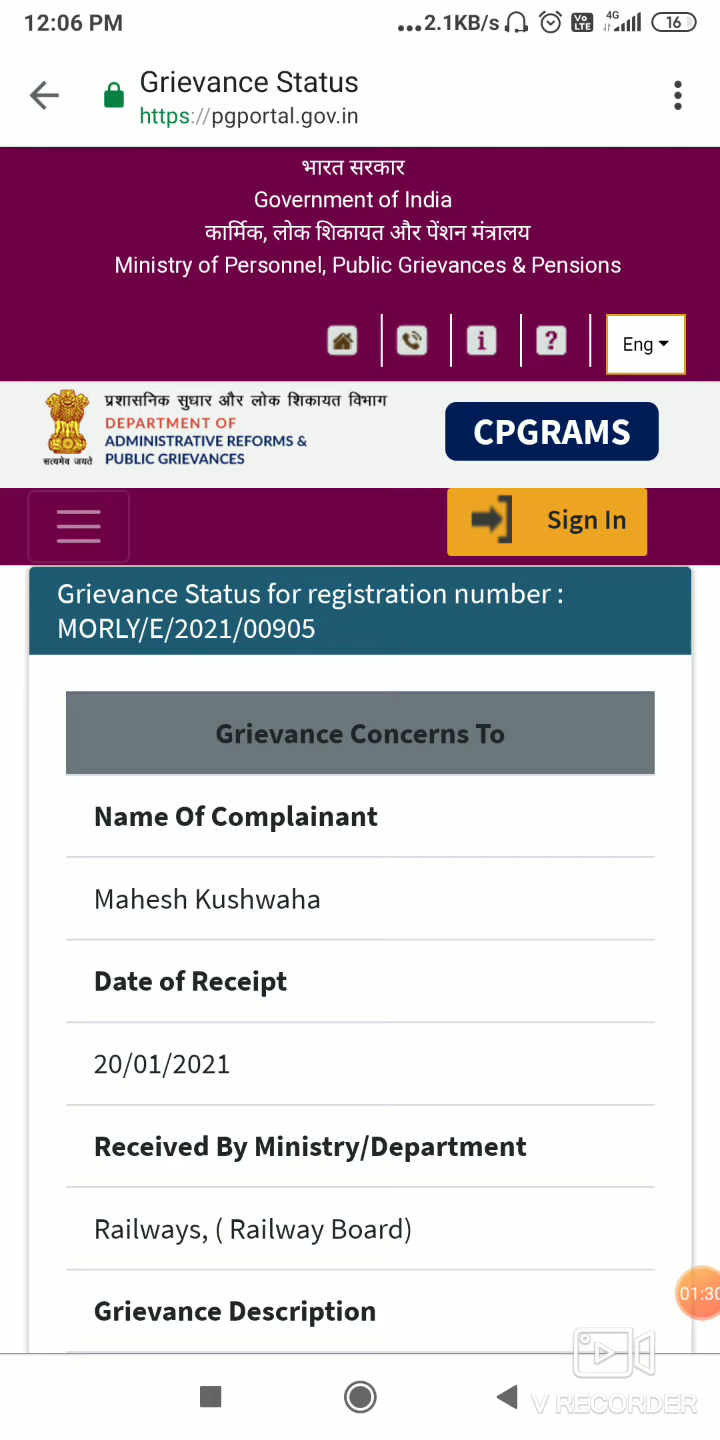 12:06 PM
...2.1KB/s
Vo
LTE
4G
16
Grievance Status
https://pgportal.gov.in
भारत सरकार
Government of India
कार्मिक, लोक शिकायत और पेंशन मंत्रालय
Ministry of Personnel, Public Grievances & Pensions
i
?
Eng
प्रशासनिक सुधार और लोक शिकायत विभाग
DEPARTMENT OF
ADMINISTRATIVE REFORMS &
PUBLIC GRIEVANCES
सत्यमेव जयते
CPGRAMS
Sign In
Grievance Status for registration number :
MORLY/E/2021/00905
Grievance Concerns To
Name Of Complainant
Mahesh Kushwaha
Date of Receipt
20/01/2021
Received By Ministry/Department
Railways, ( Railway Board)
Grievance Description
01:30
V RECORDER